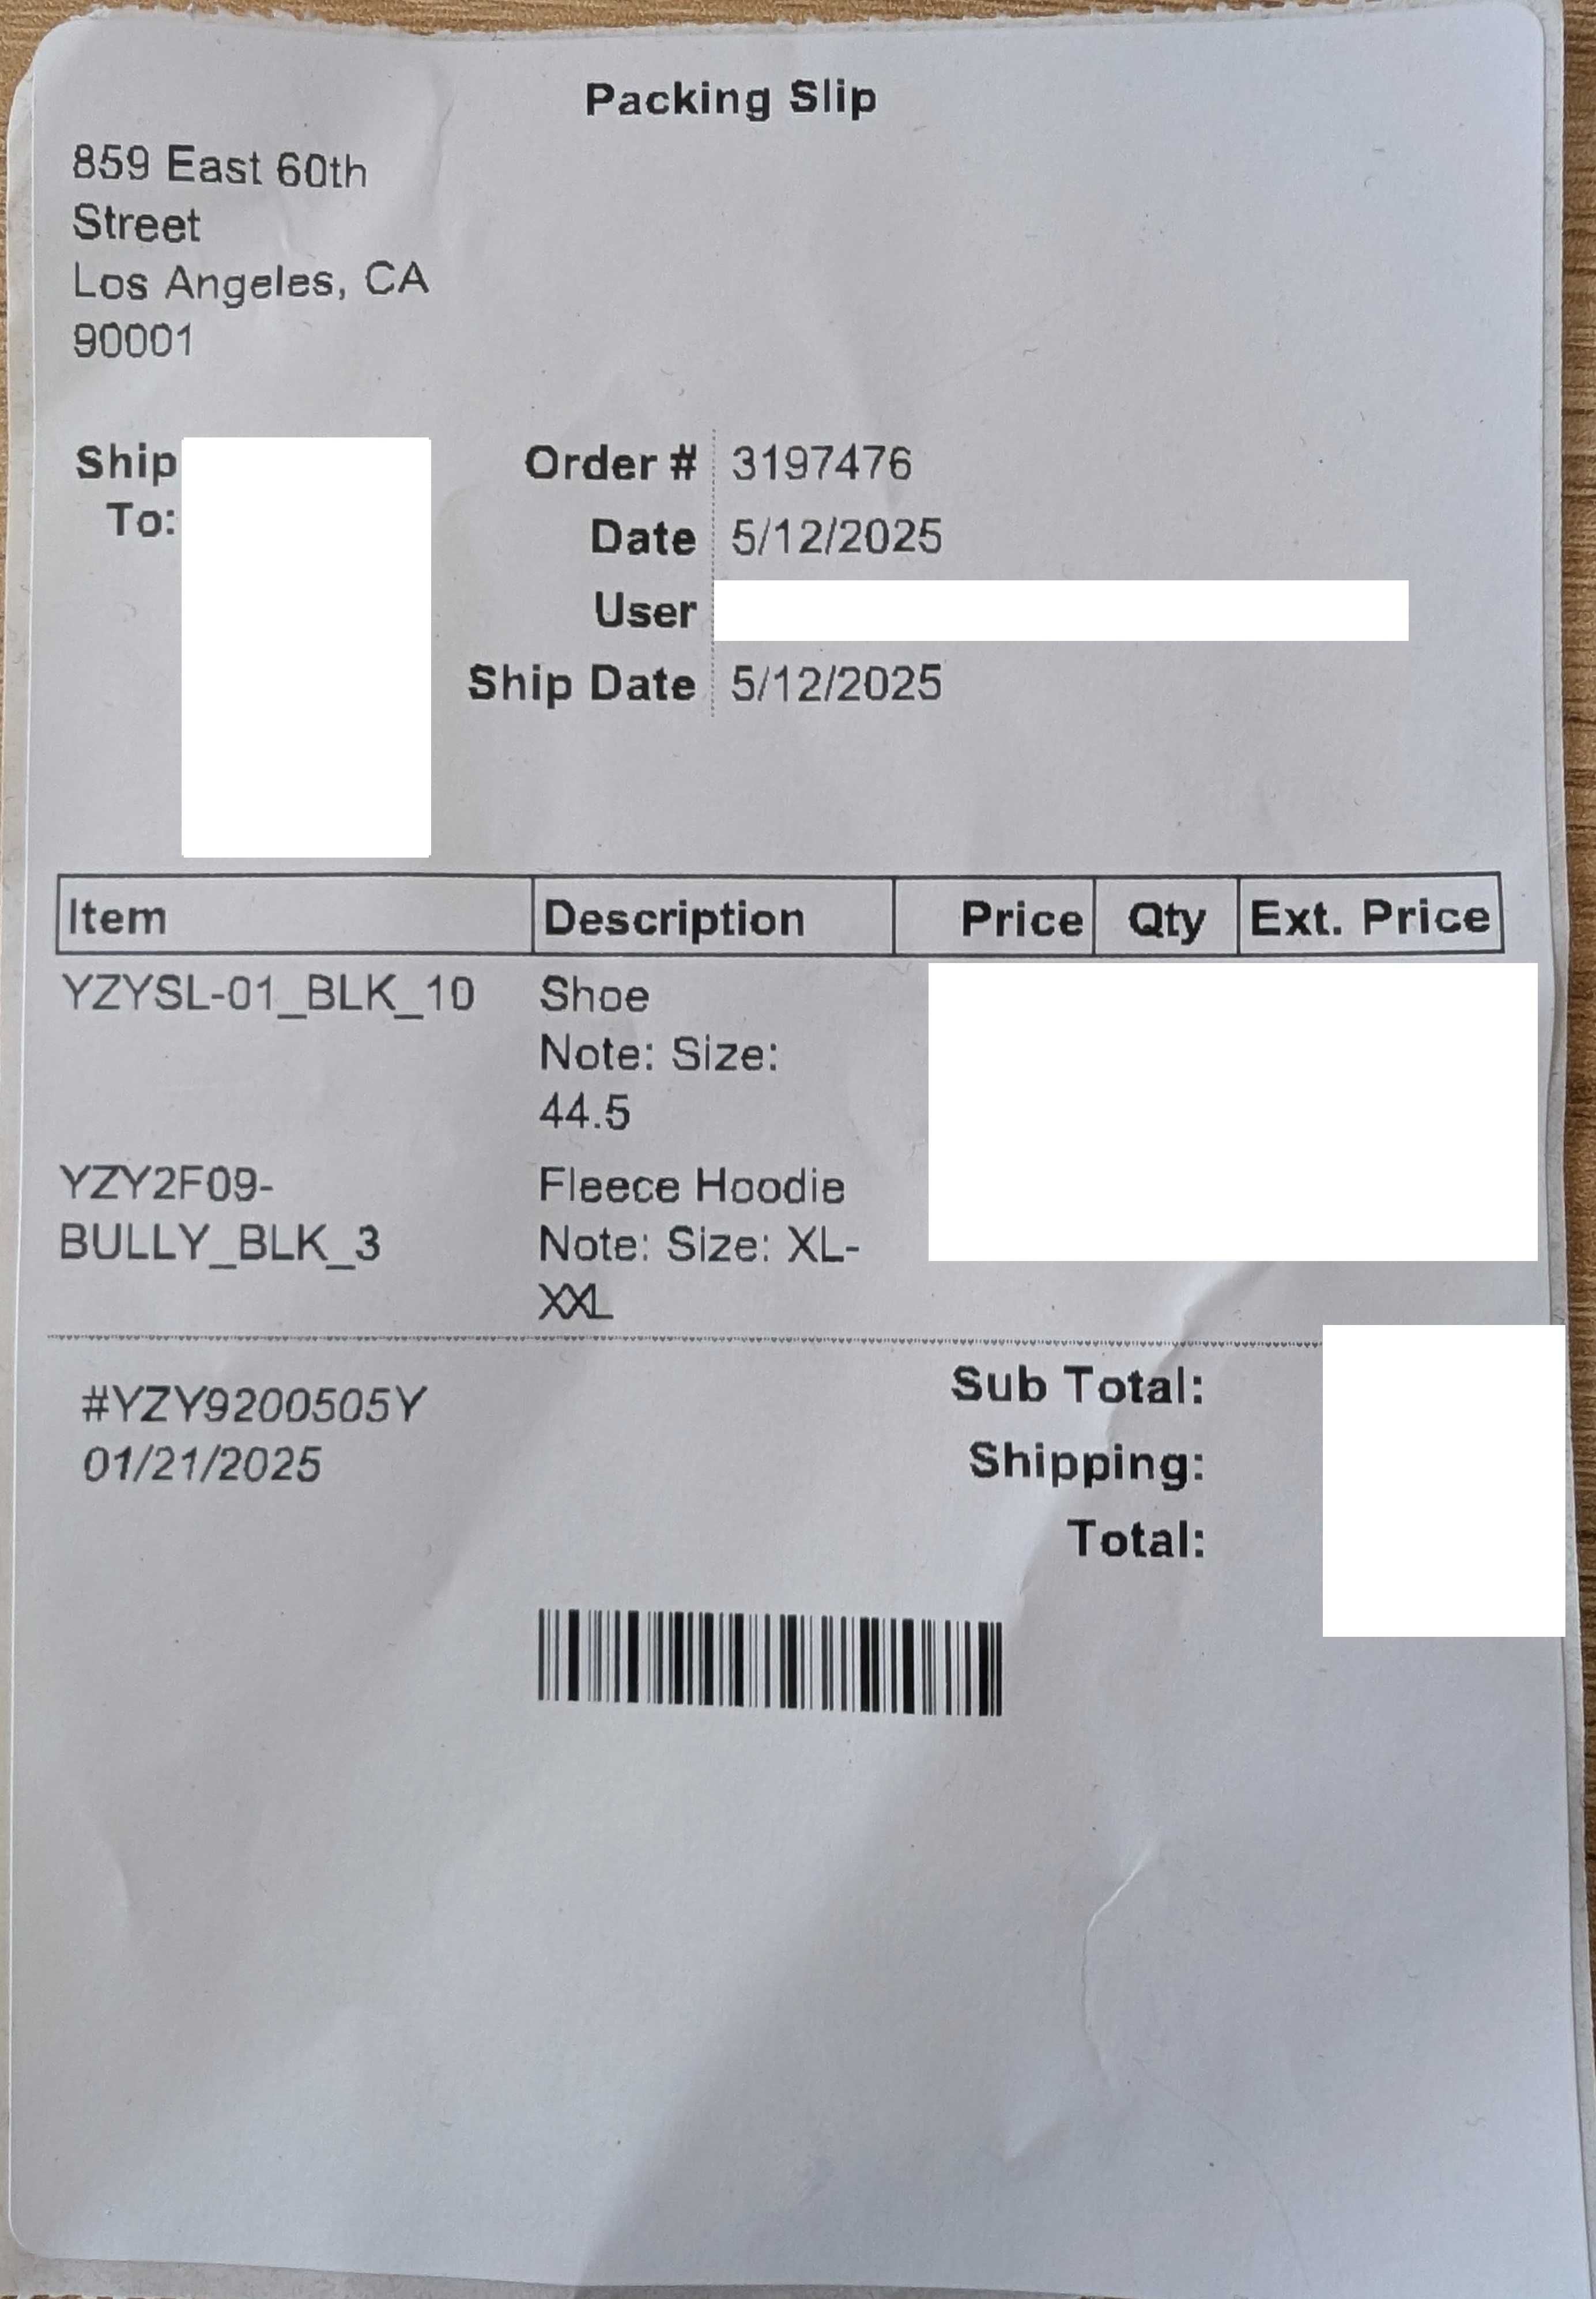 Packing Slip
859 East 60th
Street
Los Angeles, CA
90001
Ship
To:
Order # 3197476
Date 5/12/2025
User
Ship Date 5/12/2025
Item Description Price Qty Ext. Price
YZYSL-01_BLK_10 Shoe
Note: Size:
44.5
YZY2F09- Fleece Hoodie
BULLY_BLK_3 Note: Size: XL-
XXL
#YZY9200505Y
01/21/2025
Sub Total:
Shipping:
Total: